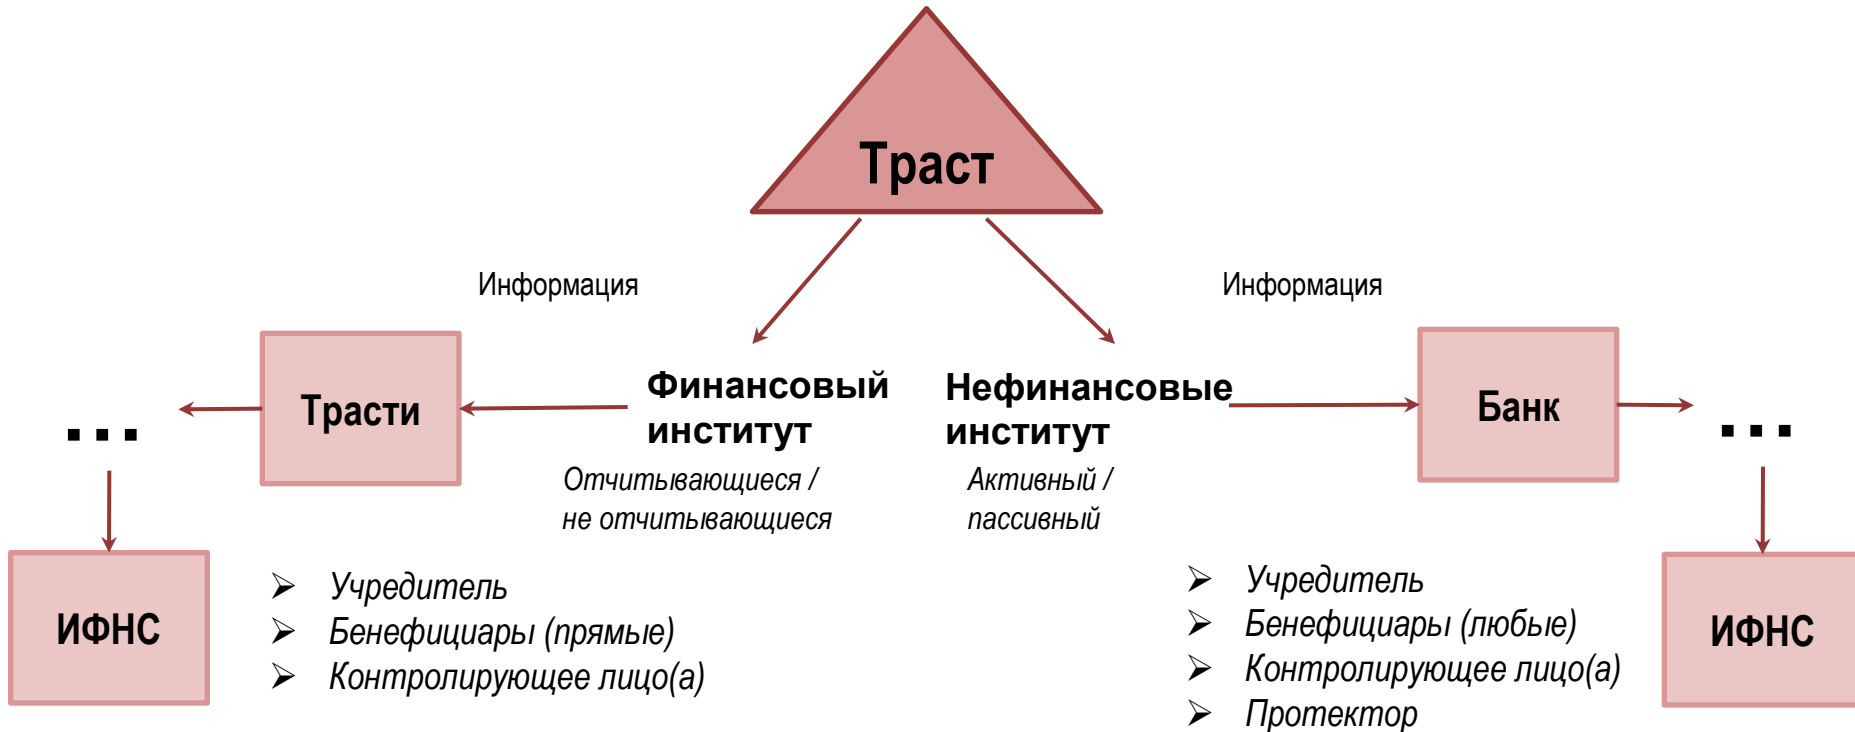 Траст
Информация
Информация
Финансовый
институт
Отчитывающиеся /
не отчитывающиеся
Нефинансовые
институт
Активный /
пассивный
Трасти
...
ИФНС
Банк
...
ИФНС
➢ Учредитель
➢ Бенефициары (прямые)
➢ Контролирующее лицо(а)
➢ Учредитель
➢ Бенефициары (любые)
➢ Контролирующее лицо(а)
➢ Протектор